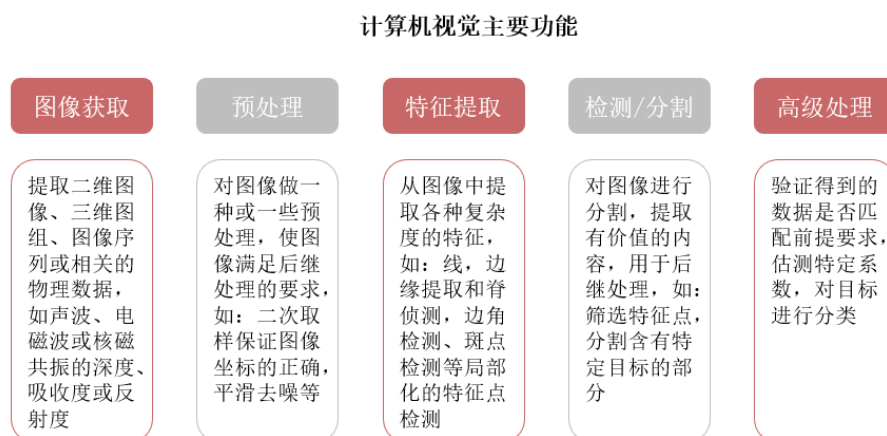 计算机视觉主要功能
图像获取
预处理
特征提取
检测/分割
高级处理
提取二维图
像、三维图
组、图像序
列或相关的
物理数据，
如声波、电
磁波或核磁
共振的深度、
吸收度或反
射度
对图像做一
种或一些预
处理，使图
像满足后继
处理的要求，
如：二次取
样保证图像
坐标的正确，
平滑去噪等
从图像中提
取各种复杂
度的特征，
如：线，边
缘提取和脊
侦测，边角
检测、斑点
检测等局部
化的特征点
检测
对图像进行
分割，提取
有价值的内
容，用于后
继处理，如：
筛选特征点，
分割含有特
定目标的部
分
验证得到的
数据是否匹
配前提要求，
估测特定系
数，对目标
进行分类